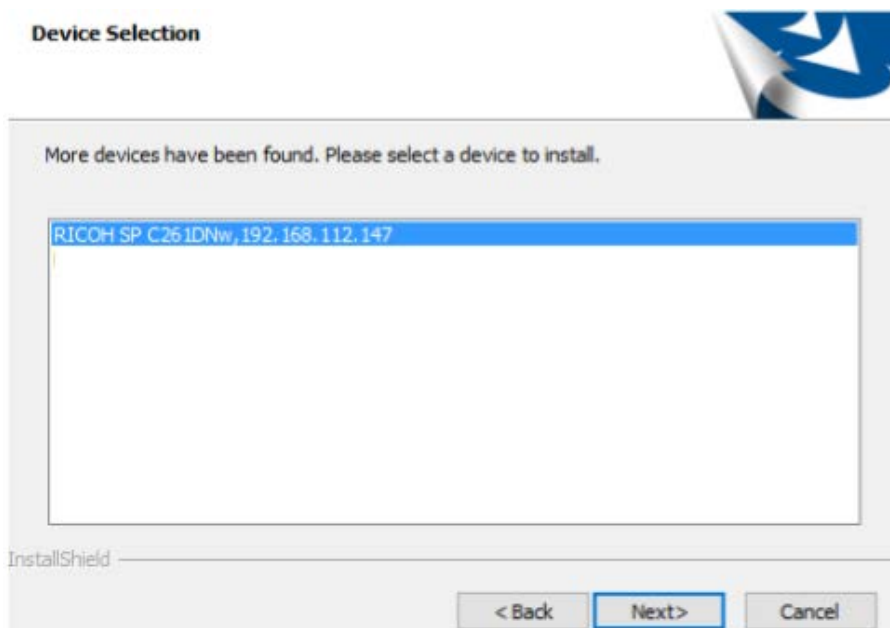 Device Selection
More devices have been found. Please select a device to install.
RICOH SP C261DNw,192.168.112.147
InstallShield
< Back
Next>
Cancel